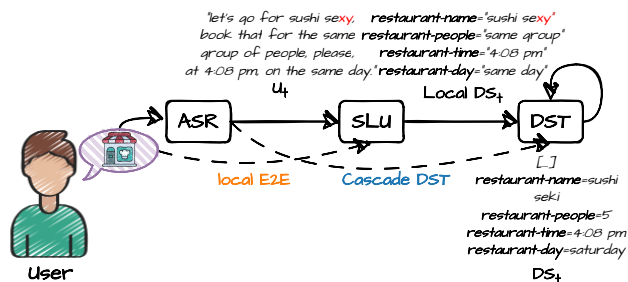 "let's go for sushi sexy,
book that for the same
group of people, please,
at 4:08 pm, on the same day."
restaurant-name="sushi sexy"
restaurant-people="same group"
restaurant-time="4:08 pm"
restaurant-day="same day"
ut
Local DSt
ASR
SLU
DST
local E2E
Cascade DST
[...]
restaurant-name=sushi
seki
restaurant-people=5
restaurant-time=4:08 pm
restaurant-day=saturday
User
DSt